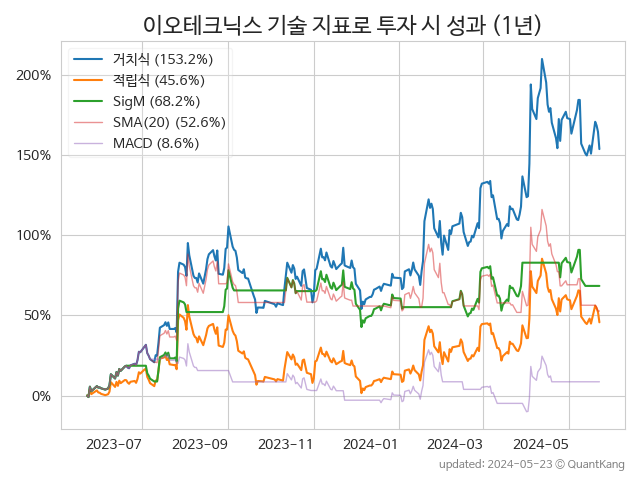 이오테크닉스 기술 지표로 투자 시 성과 (1년)
거치식 (153.2%)
적립식 (45.6%)
SigM (68.2%)
SMA(20) (52.6%)
MACD (8.6%)
200%
150%
100%
50%
0%
2023-07 2023-09 2023-11 2024-01 2024-03 2024-05
updated: 2024-05-23 ⓒ QuantKang